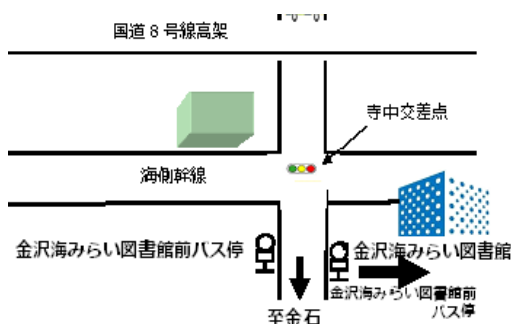 国道8号線高架
寺中交差点
海側幹線
金沢海みらい図書館前バス停
金沢海みらい図書館
金沢海みらい図書館前
バス停
至金石